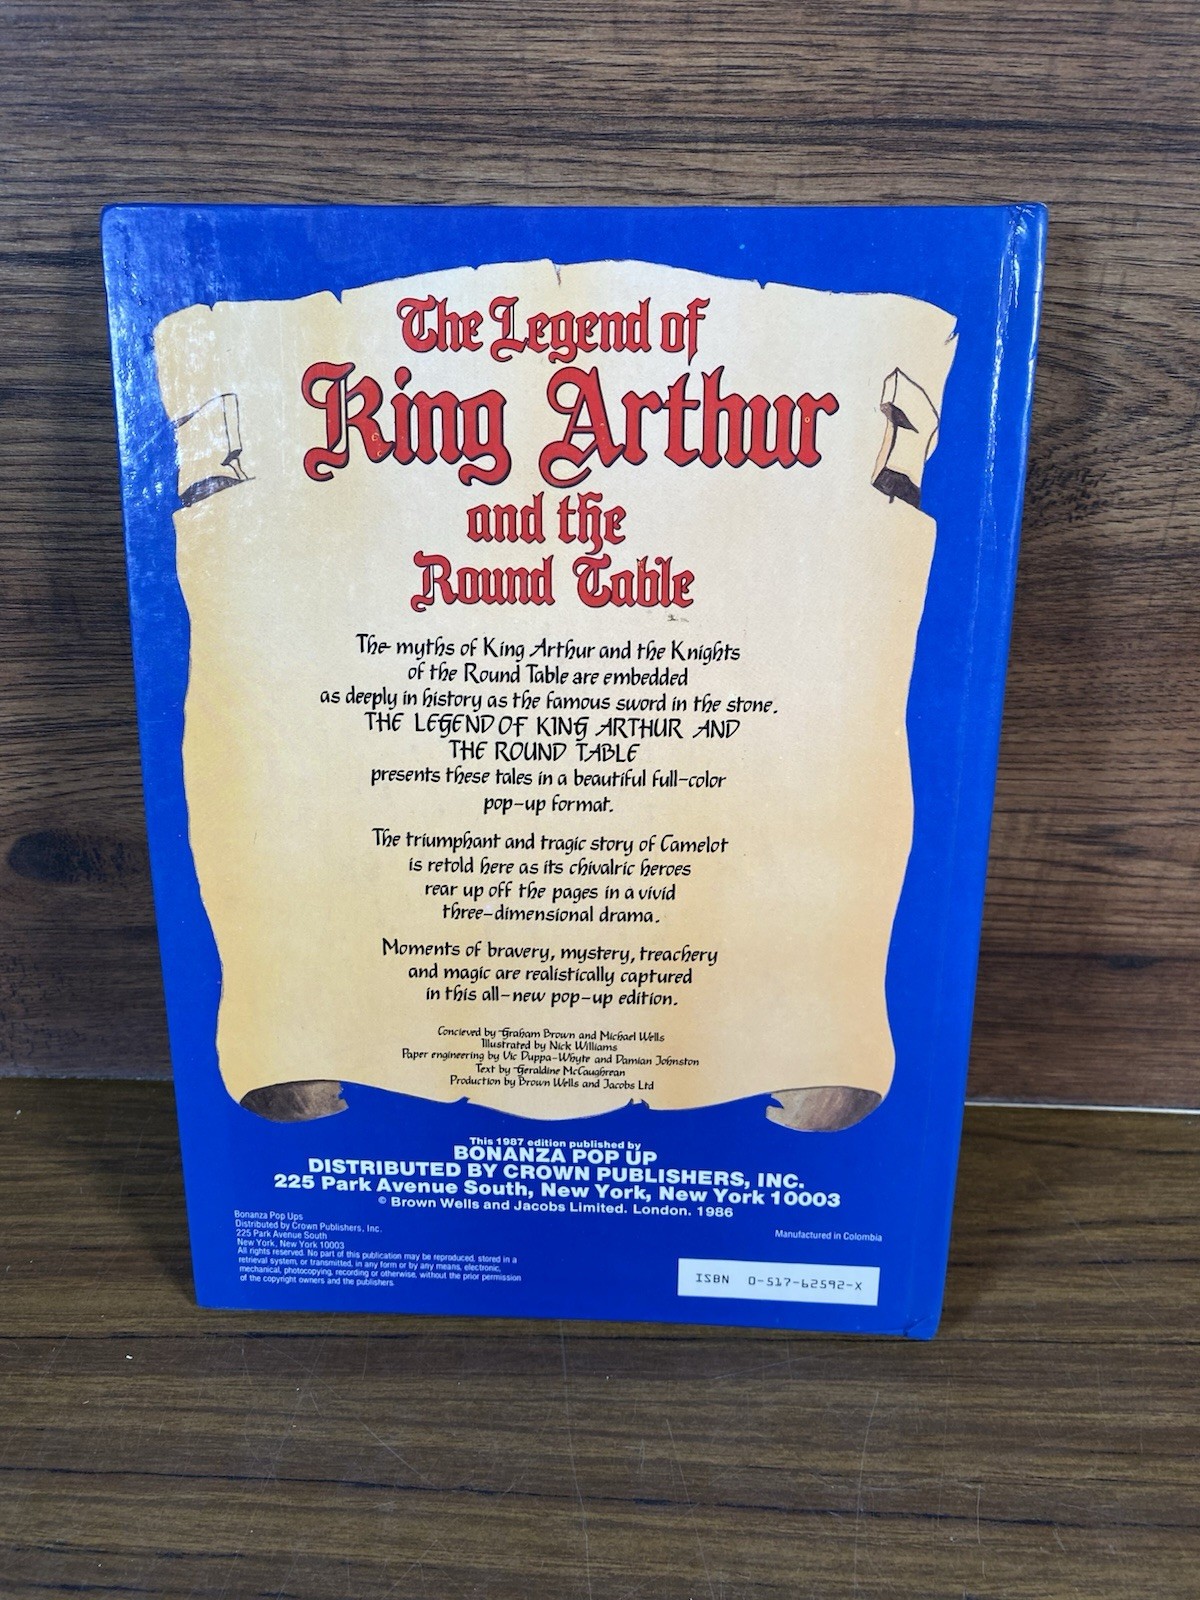 The Legend of
King Arthur
and the
Round Table
The myths of King Arthur and the Knights
of the Round Table are embedded
as deeply in history as the famous sword in the stone.
THE LEGEND OF KING ARTHUR AND
THE ROUND TABLE
presents these tales in a beautiful full-color
pop-up format.
The triumphant and tragic story of Camelot
is retold here as its chivalric heroes
rear up off the pages in a vivid
three-dimensional drama.
Moments of bravery, mystery, treachery
and magic are realistically captured
in this all-new pop-up edition.
Concieved by Graham Brown and Michael Wells
Illustrated by Nick Williams
Paper engineering by Vic Duppa-Whyte and Damian Johnston
Text by Geraldine McCaughrean
Production by Brown Wells and Jacobs Ltd
This 1987 edition published by
BONANZA POP UP
DISTRIBUTED BY CROWN PUBLISHERS, INC.
225 Park Avenue South, New York, New York 10003
© Brown Wells and Jacobs Limited. London. 1986
Bonanza Pop Ups
Distributed by Crown Publishers, Inc.
225 Park Avenue South
New York, New York 10003
All rights reserved. No part of this publication may be reproduced, stored in a
retrieval system, or transmitted, in any form or by any means, electronic,
mechanical, photocopying, recording or otherwise, without the prior permission
of the copyright owners and the publishers.
Manufactured in Colombia
ISBN 0-517-62592-X